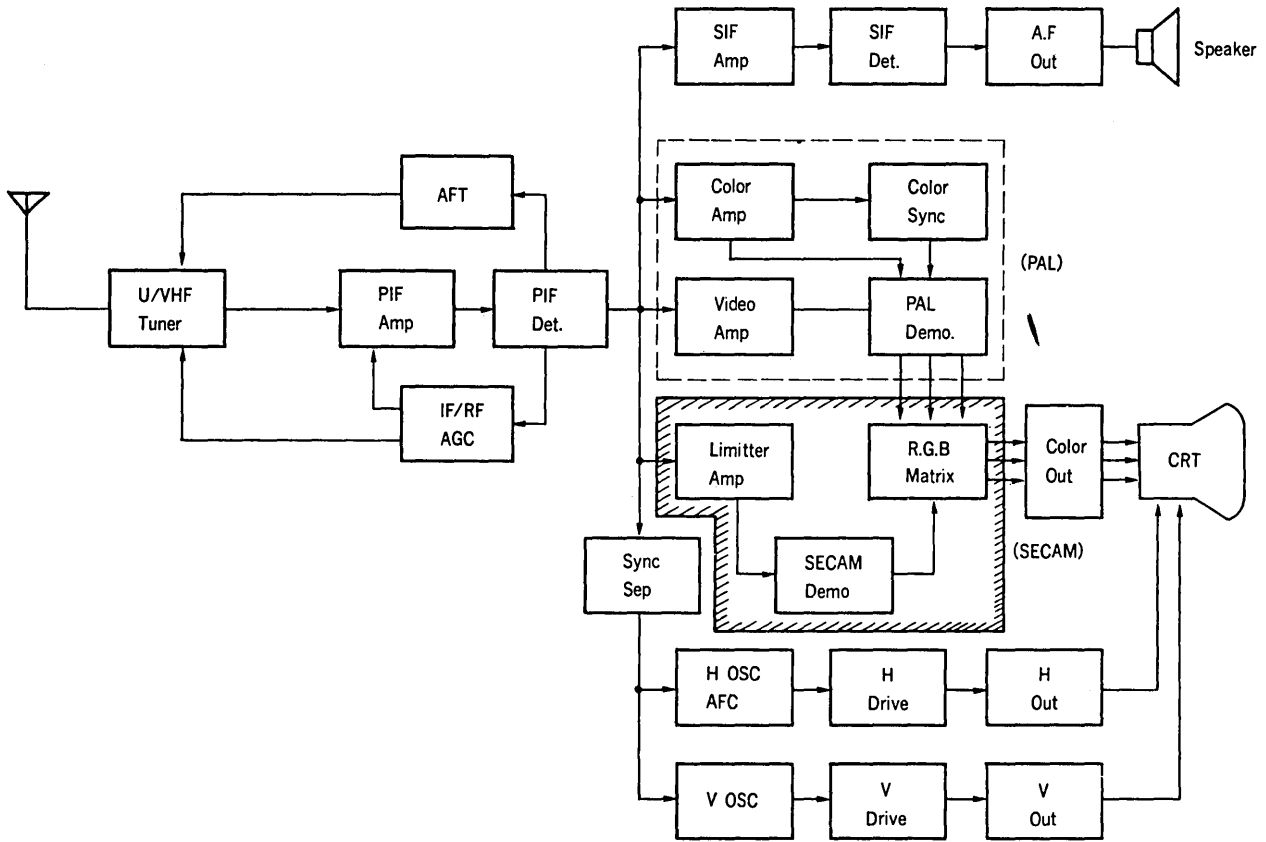 SIF
Amp
SIF
Det.
A.F
Out
Speaker
AFT
U/VHF
Tuner
PIF
Amp
PIF
Det.
IF/RF
AGC
Color
Amp
Color
Sync
Video
Amp
PAL
Demo.
(PAL)
Limitter
Amp
R.G.B
Matrix
Color
Out
CRT
SECAM
Demo
(SECAM)
Sync
Sep
H OSC
AFC
H
Drive
H
Out
V OSC
V
Drive
V
Out